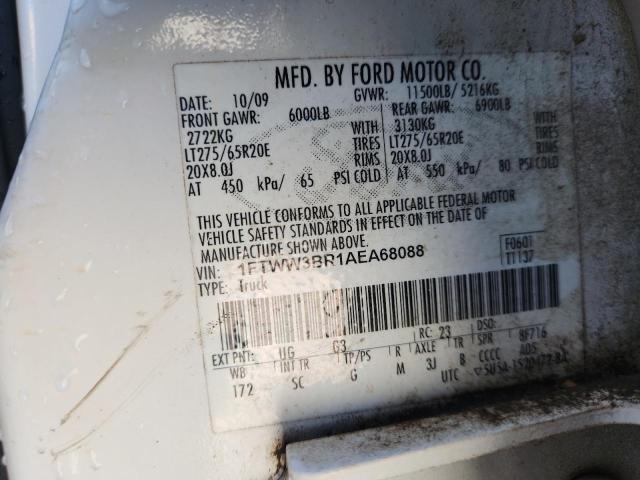 MFD. BY FORD MOTOR CO.
DATE: 10/09 GVWR: 11500LB/ 5216KG
FRONT GAWR: 6000LB REAR GAWR: 6900LB
2722KG WITH 3130KG WITH
LT275/65R20E TIRES LT275/65R20E TIRES
20X8.0J RIMS 20X8.0J RIMS
AT 450 kPa/ 65 PSI COLD AT 550 kPa/ 80 PSI COLD
THIS VEHICLE CONFORMS TO ALL APPLICABLE FEDERAL MOTOR
VEHICLE SAFETY STANDARDS IN EFFECT ON THE DATE OF
MANUFACTURE SHOWN ABOVE.
VIN: 1FTWW3BR1AEA68088 F0601
TYPE: Truck T1137
EXT PNT: UG G3 RC: 23 DSO: 8F716
WB INT TR TP/PS R AXLE TR SPR A05
172 SC G M 3J B CCCC
UTC